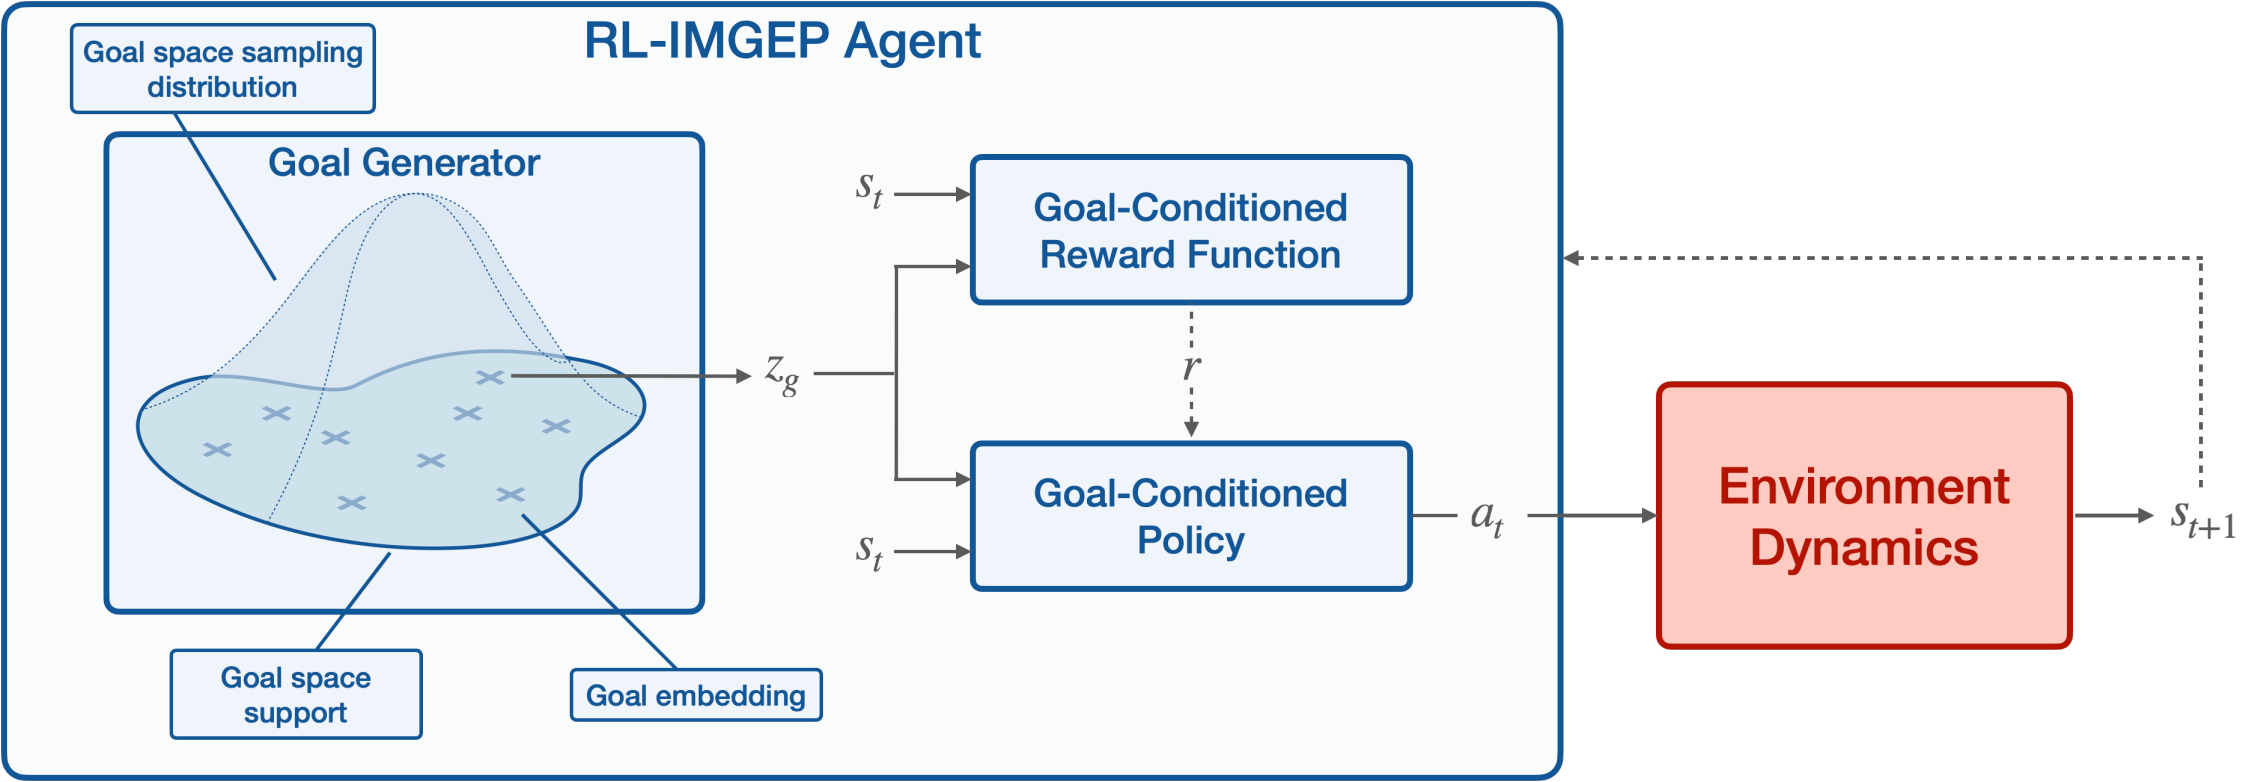 RL-IMGEP Agent
Goal space sampling
distribution
Goal Generator
s_t
Goal-Conditioned
Reward Function
z_g
r
Goal-Conditioned
Policy
s_t
a_t
Environment
Dynamics
s_{t+1}
Goal space
support
Goal embedding